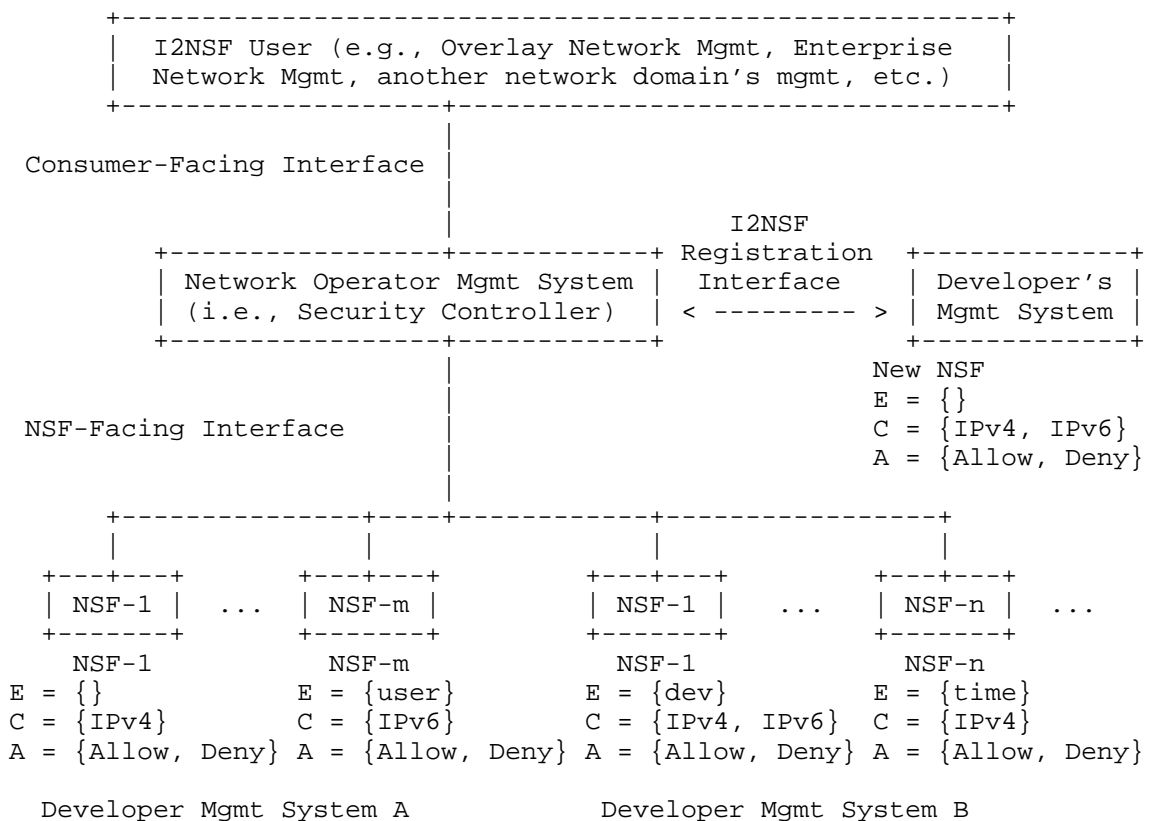 I2NSF User (e.g., Overlay Network Mgmt, Enterprise
Network Mgmt, another network domain's mgmt, etc.)
Consumer-Facing Interface
I2NSF
Registration
Interface
Network Operator Mgmt System
(i.e., Security Controller)
< --------- >
Developer's
Mgmt System
New NSF
E = {}
C = {IPv4, IPv6}
A = {Allow, Deny}
NSF-Facing Interface
NSF-1 ... NSF-m NSF-1 ... NSF-n ...
NSF-1 NSF-m NSF-1 NSF-n
E = {} E = {user} E = {dev} E = {time}
C = {IPv4} C = {IPv6} C = {IPv4, IPv6} C = {IPv4}
A = {Allow, Deny} A = {Allow, Deny} A = {Allow, Deny} A = {Allow, Deny}
Developer Mgmt System A Developer Mgmt System B